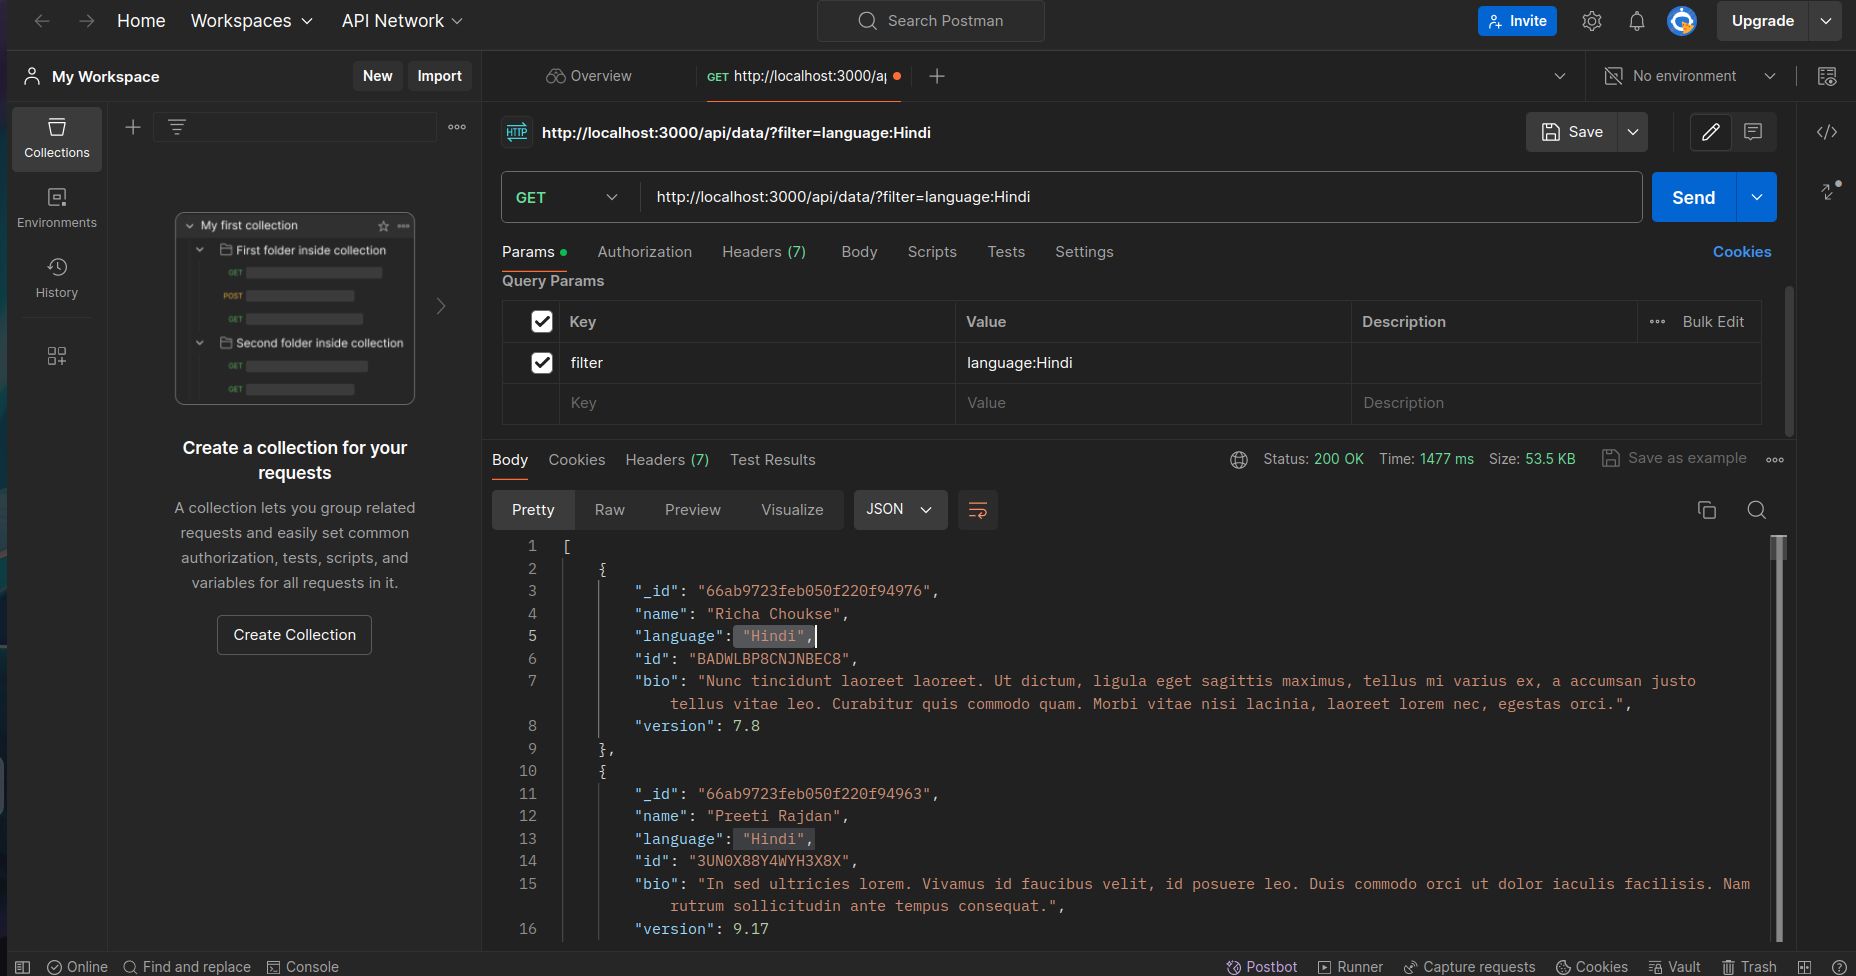 Home Workspaces API Network Search Postman Invite Upgrade
My Workspace New Import Overview GET http://localhost:3000/a No environment
Collections
Environments
History
My first collection
First folder inside collection
GET
POST
GET
Second folder inside collection
GET
GET
Create a collection for your
requests
A collection lets you group related
requests and easily set common
authorization, tests, scripts, and
variables for all requests in it.
Create Collection
HTTP http://localhost:3000/api/data/?filter=language:Hindi Save
GET http://localhost:3000/api/data/?filter=language:Hindi Send
Params Authorization Headers (7) Body Scripts Tests Settings Cookies
Query Params
Key Value Description Bulk Edit
filter language:Hindi
Key Value Description
Body Cookies Headers (7) Test Results Status: 200 OK Time: 1477 ms Size: 53.5 KB Save as example
Pretty Raw Preview Visualize JSON
1 [
2 {
3 "_id": "66ab9723feb050f220f94976",
4 "name": "Richa Choukse",
5 "language": "Hindi",
6 "id": "BADWLBP8CNJNBEC8",
7 "bio": "Nunc tincidunt laoreet laoreet. Ut dictum, ligula eget sagittis maximus, tellus mi varius ex, a accumsan justo
tellus vitae leo. Curabitur quis commodo quam. Morbi vitae nisi lacinia, laoreet lorem nec, egestas orci.",
8 "version": 7.8
9 },
10 {
11 "_id": "66ab9723feb050f220f94963",
12 "name": "Preeti Rajdan",
13 "language": "Hindi",
14 "id": "3UN0X88Y4WYH3X8X",
15 "bio": "In sed ultricies lorem. Vivamus id faucibus velit, id posuere leo. Duis commodo orci ut dolor iaculis facilisis. Nam
rutrum sollicitudin ante tempus consequat.",
16 "version": 9.17
Online Find and replace Console Postbot Runner Capture requests Cookies Vault Trash